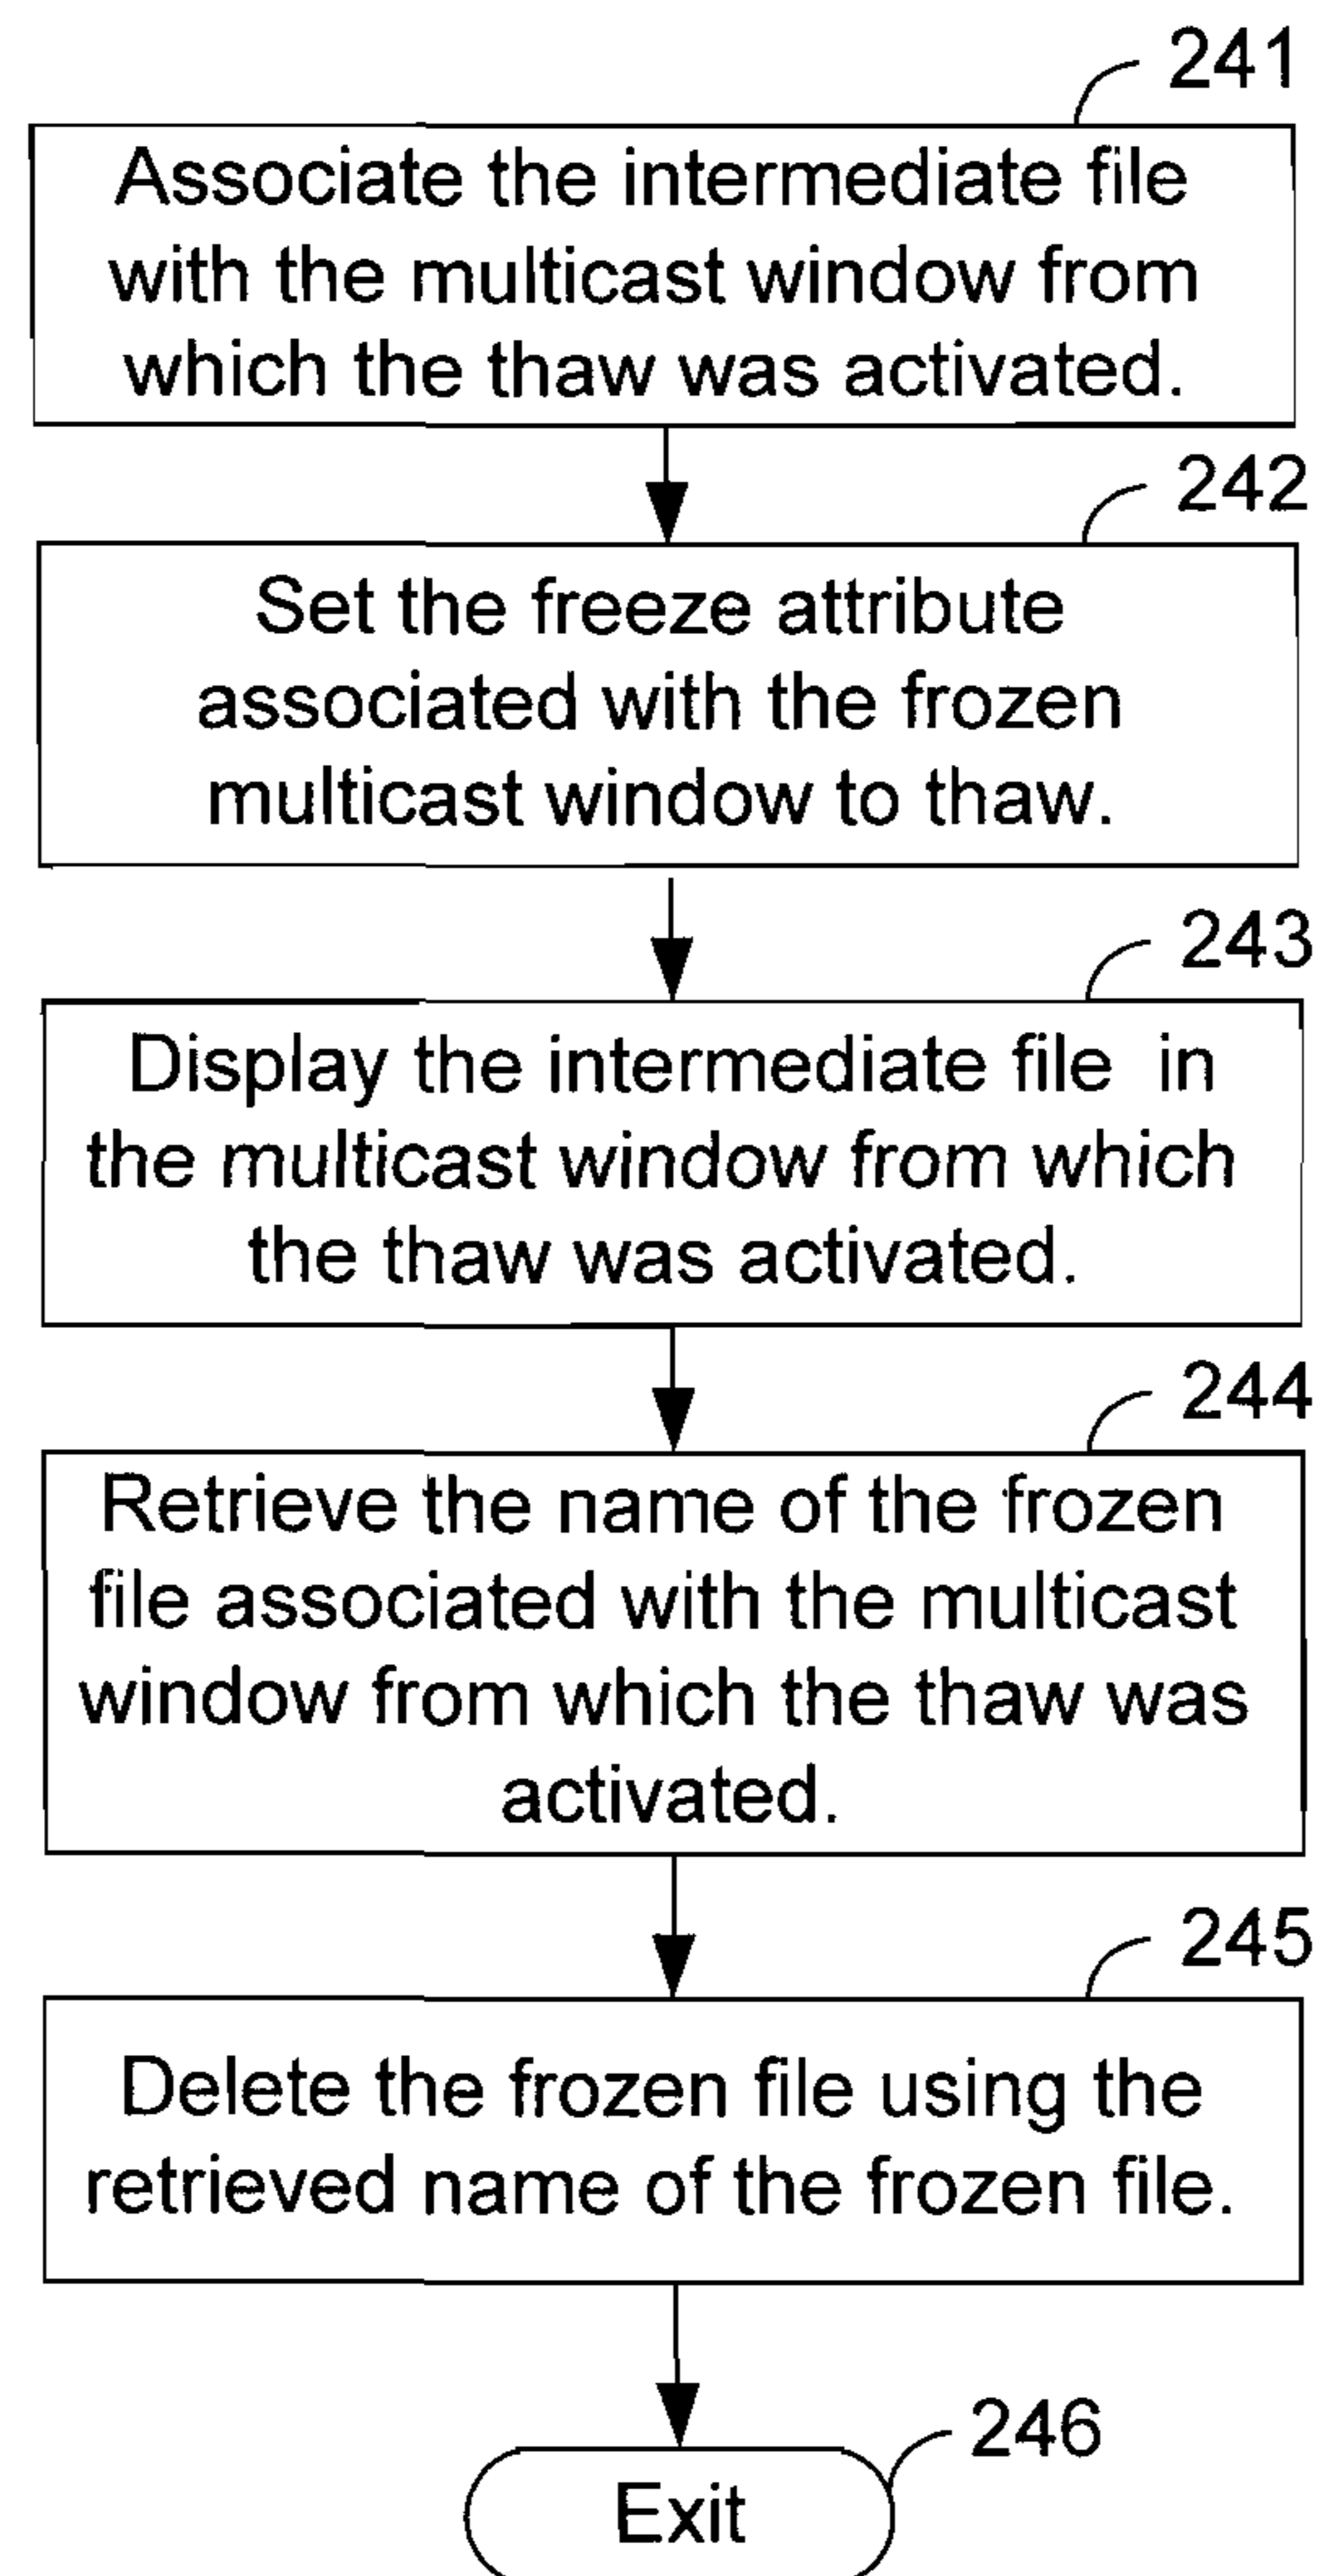 241
Associate the intermediate file
with the multicast window from
which the thaw was activated.
242
Set the freeze attribute
associated with the frozen
multicast window to thaw.
243
Display the intermediate file in
the multicast window from which
the thaw was activated.
244
Retrieve the name of the frozen
file associated with the multicast
window from which the thaw was
activated.
245
Delete the frozen file using the
retrieved name of the frozen file.
246
Exit